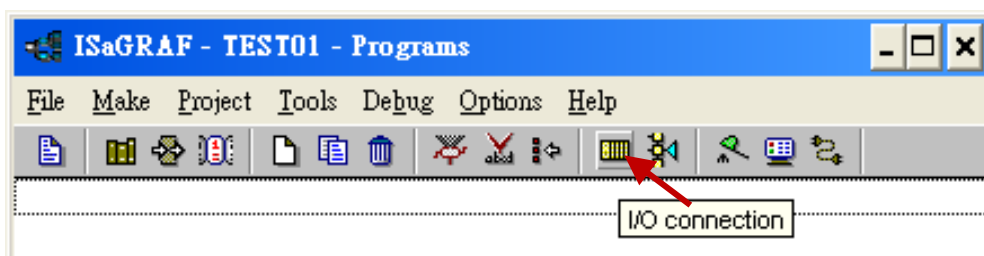 ISaGRAF - TEST01 - Programs
File Make Project Tools Debug Options Help
I/O connection